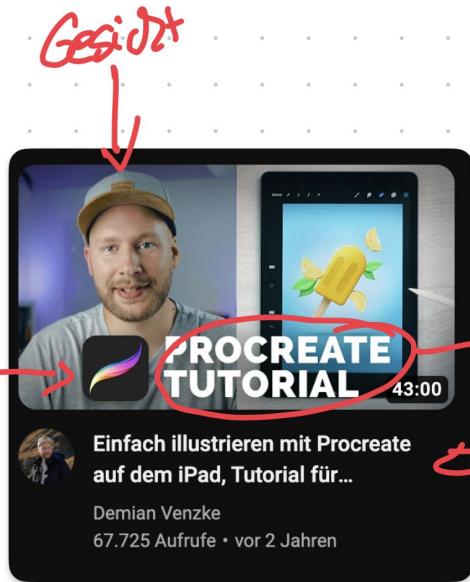 Gesicht
PROCREATE
TUTORIAL
43:00
Einfach illustrieren mit Procreate
auf dem iPad, Tutorial für...
Demian Venzke
67.725 Aufrufe • vor 2 Jahren